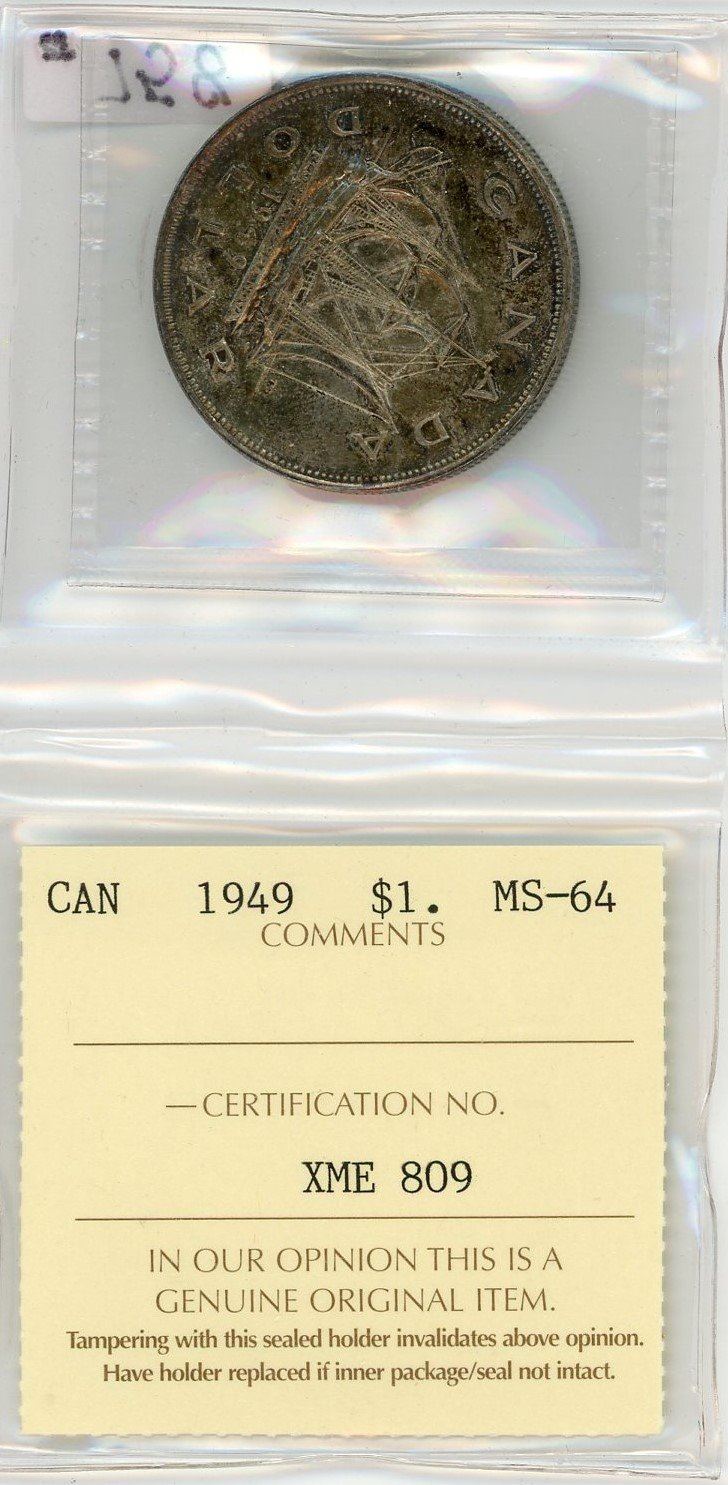 CANADA
DOLLAR
1949
CAN 1949 $1. MS-64
COMMENTS
—CERTIFICATION NO.
XME 809
IN OUR OPINION THIS IS A
GENUINE ORIGINAL ITEM.
Tampering with this sealed holder invalidates above opinion.
Have holder replaced if inner package/seal not intact.